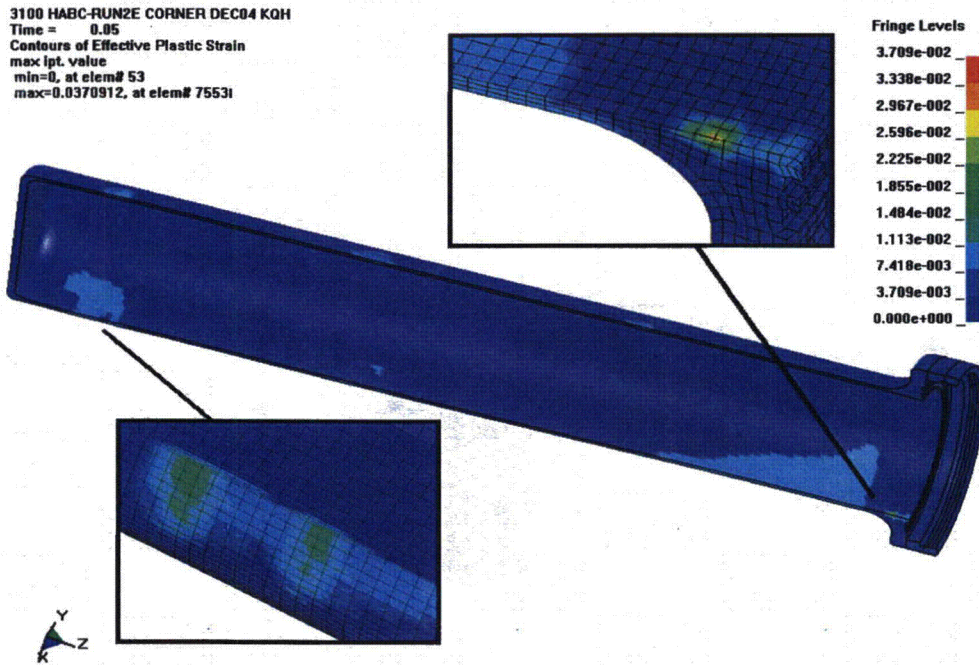 3100 HABC-RUN2E CORNER DEC04 KQH
Time = 0.05
Contours of Effective Plastic Strain
max ipt. value
min=0, at elem# 53
max=0.0370912, at elem# 75531
Fringe Levels
3.709e-002
3.338e-002
2.967e-002
2.596e-002
2.225e-002
1.855e-002
1.484e-002
1.113e-002
7.418e-003
3.709e-003
0.000e+000
Y
Z
X